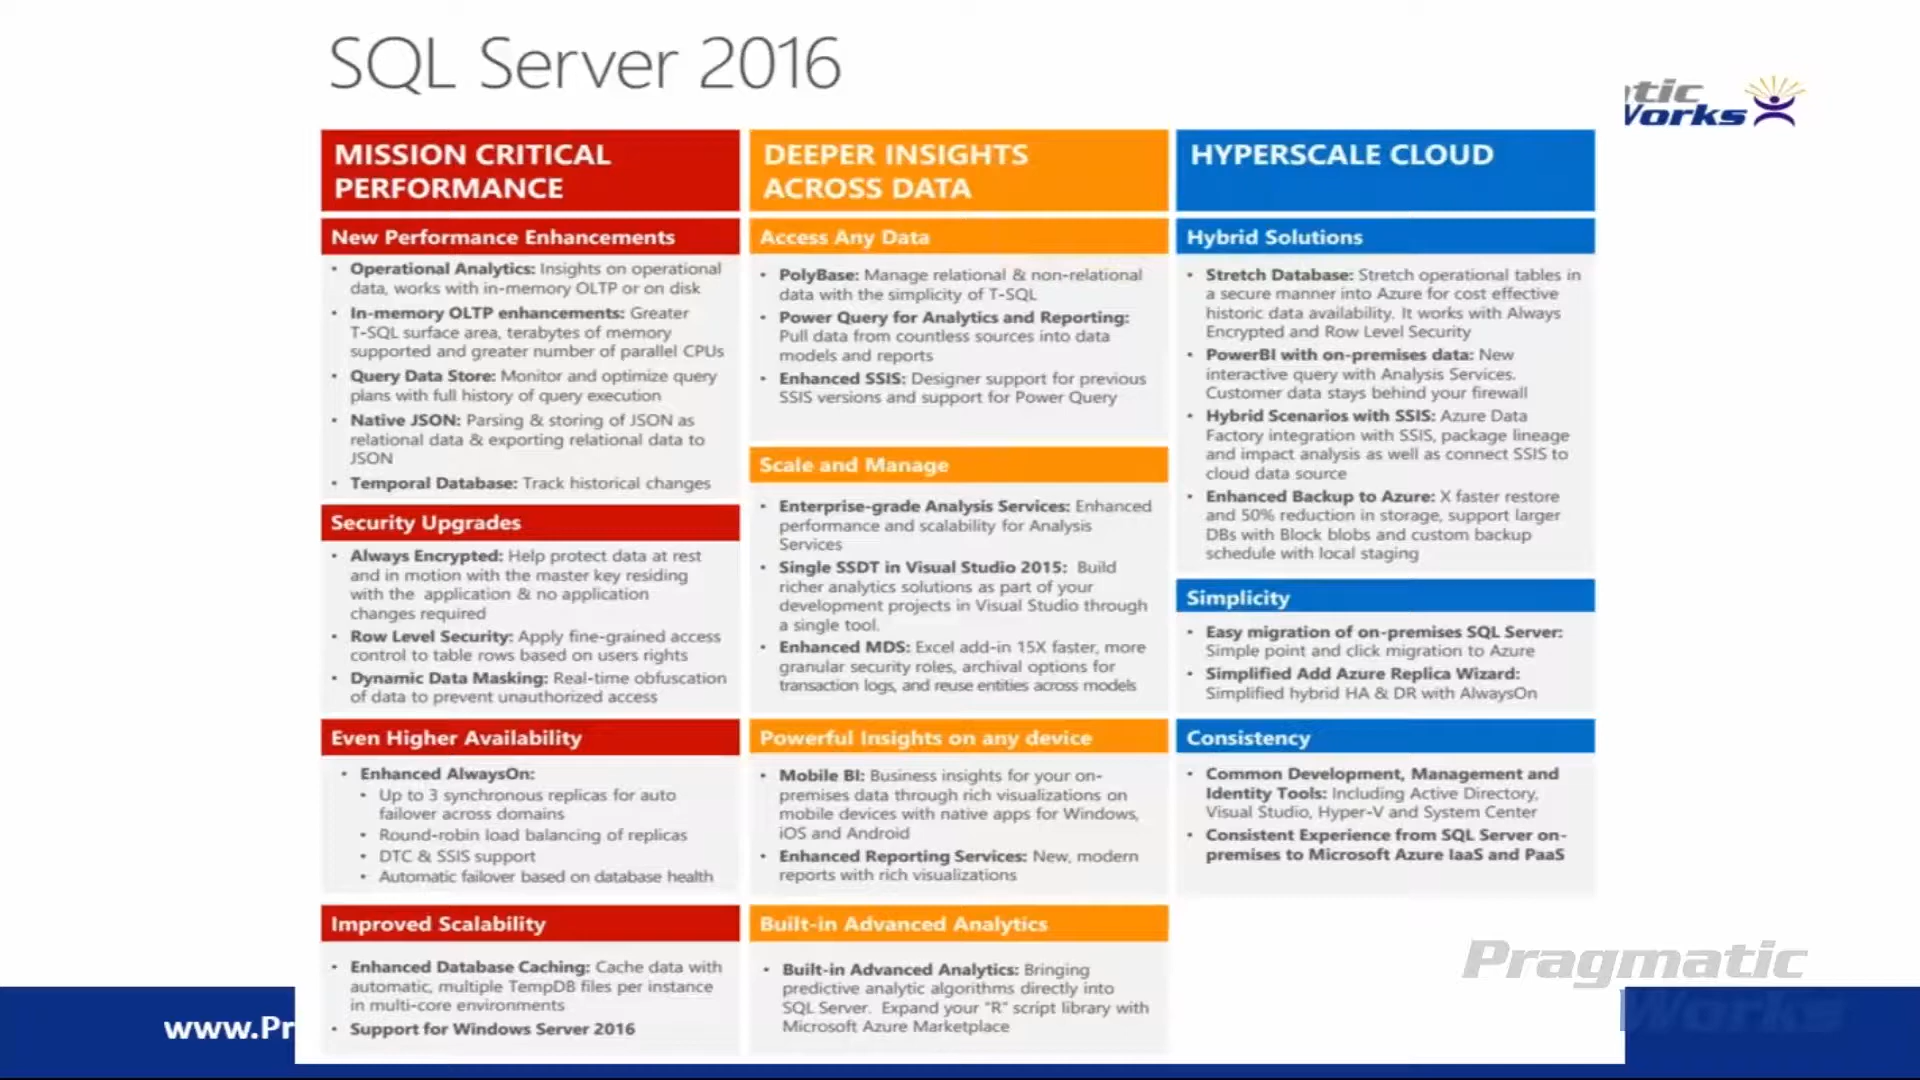 SQL Server 2016
tic
Works
MISSION CRITICAL
PERFORMANCE
New Performance Enhancements
• Operational Analytics: Insights on operational
data, works with in-memory OLTP or on disk
• In-memory OLTP enhancements: Greater
T-SQL surface area, terabytes of memory
supported and greater number of parallel CPUs
• Query Data Store: Monitor and optimize query
plans with full history of query execution
• Native JSON: Parsing & storing of JSON as
relational data & exporting relational data to
JSON
• Temporal Database: Track historical changes
Security Upgrades
• Always Encrypted: Help protect data at rest
and in motion with the master key residing
with the application & no application
changes required
• Row Level Security: Apply fine-grained access
control to table rows based on users rights
• Dynamic Data Masking: Real-time obfuscation
of data to prevent unauthorized access
Even Higher Availability
• Enhanced AlwaysOn:
• Up to 3 synchronous replicas for auto
failover across domains
• Round-robin load balancing of replicas
• DTC & SSIS support
• Automatic failover based on database health
Improved Scalability
• Enhanced Database Caching: Cache data with
automatic, multiple TempDB files per instance
in multi-core environments
• Support for Windows Server 2016
DEEPER INSIGHTS
ACROSS DATA
Access Any Data
• PolyBase: Manage relational & non-relational
data with the simplicity of T-SQL
• Power Query for Analytics and Reporting:
Pull data from countless sources into data
models and reports
• Enhanced SSIS: Designer support for previous
SSIS versions and support for Power Query
Scale and Manage
• Enterprise-grade Analysis Services: Enhanced
performance and scalability for Analysis
Services
• Single SSDT in Visual Studio 2015: Build
richer analytics solutions as part of your
development projects in Visual Studio through
a single tool.
• Enhanced MDS: Excel add-in 15X faster, more
granular security roles, archival options for
transaction logs, and reuse entities across models
Powerful Insights on any device
• Mobile BI: Business insights for your on-
premises data through rich visualizations on
mobile devices with native apps for Windows,
iOS and Android
• Enhanced Reporting Services: New, modern
reports with rich visualizations
Built-in Advanced Analytics
• Built-in Advanced Analytics: Bringing
predictive analytic algorithms directly into
SQL Server. Expand your "R" script library with
Microsoft Azure Marketplace
HYPERSCALE CLOUD
Hybrid Solutions
• Stretch Database: Stretch operational tables in
a secure manner into Azure for cost effective
historic data availability. It works with Always
Encrypted and Row Level Security
• PowerBI with on-premises data: New
interactive query with Analysis Services.
Customer data stays behind your firewall
• Hybrid Scenarios with SSIS: Azure Data
Factory integration with SSIS, package lineage
and impact analysis as well as connect SSIS to
cloud data source
• Enhanced Backup to Azure: X faster restore
and 50% reduction in storage, support larger
DBs with Block blobs and custom backup
schedule with local staging
Simplicity
• Easy migration of on-premises SQL Server:
Simple point and click migration to Azure
• Simplified Add Azure Replica Wizard:
Simplified hybrid HA & DR with AlwaysOn
Consistency
• Common Development, Management and
Identity Tools: Including Active Directory,
Visual Studio, Hyper-V and System Center
• Consistent Experience from SQL Server on-
premises to Microsoft Azure IaaS and PaaS
www.Pr
Pragmatic
Works